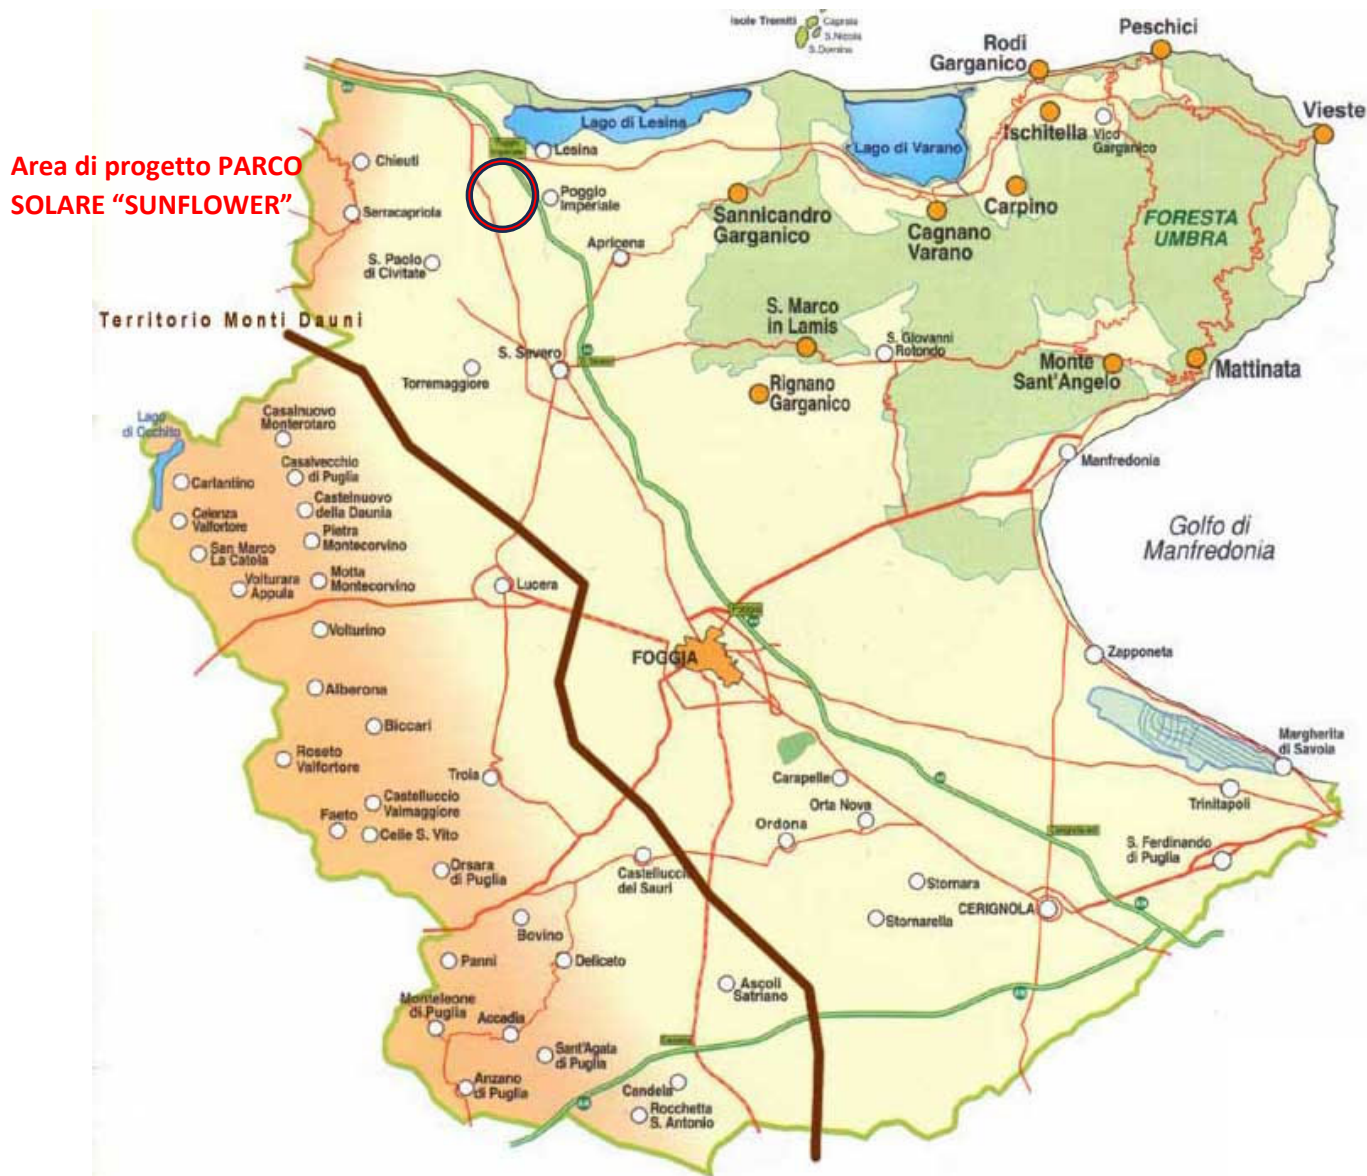 Isole Tremiti
Capraia
S.Nicola
S.Domino
Peschici
Rodi
Garganico
Vieste
Ischitella
Vico
Garganico
Lago di Lesina
Lago di Varano
Lesina
Area di progetto PARCO
SOLARE “SUNFLOWER”
Chieuti
Serracapriola
Poggio
Imperiale
Sannicandro
Garganico
Carpino
Cagnano
Varano
FORESTA
UMBRA
Apricena
S. Paolo
di Civitate
Territorio Monti Dauni
S. Marco
in Lamis
S. Giovanni
Rotondo
S. Severo
Torremaggiore
Rignano
Garganico
Monte
Sant'Angelo
Mattinata
Lago
di Occhito
Casalnuovo
Monterotaro
Casalvecchio
di Puglia
Carlantino
Castelnuovo
della Daunia
Celenza
Valfortore
Pietra
Montecorvino
San Marco
La Catola
Motta
Montecorvino
Volturara
Appula
Manfredonia
Golfo di
Manfredonia
Lucera
Volturino
Foggia
FOGGIA
Zapponeta
Alberona
Biccari
Roseto
Valfortore
Troia
Carapelle
Margherita
di Savoia
Trinitapoli
Castelluccio
Valmaggiore
Faeto
Celle S. Vito
Orta Nova
Ordona
S. Ferdinando
di Puglia
Orsara
di Puglia
Castelluccio
dei Sauri
Stornara
CERIGNOLA
Stornarella
Bovino
Panni
Deliceto
Ascoli
Satriano
Monteleone
di Puglia
Accadia
Sant'Agata
di Puglia
Anzano
di Puglia
Candela
Rocchetta
S. Antonio